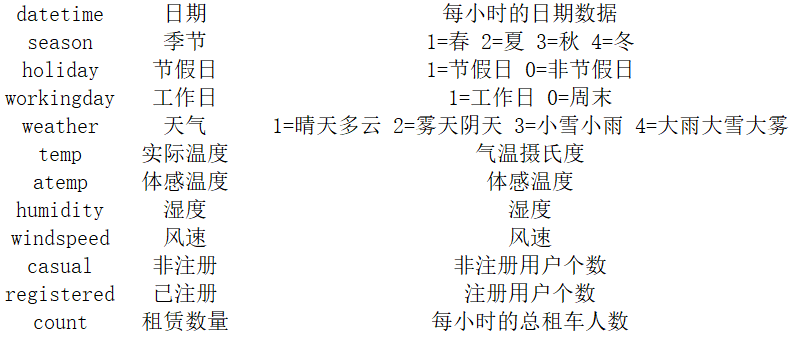 datetime 日期 每小时的日期数据
season 季节 1=春 2=夏 3=秋 4=冬
holiday 节假日 1=节假日 0=非节假日
workingday 工作日 1=工作日 0=周末
weather 天气 1=晴天多云 2=雾天阴天 3=小雪小雨 4=大雨大雪大雾
temp 实际温度 气温摄氏度
atemp 体感温度 体感温度
humidity 湿度 湿度
windspeed 风速 风速
casual 非注册 非注册用户个数
registered 已注册 注册用户个数
count 租赁数量 每小时的总租车人数